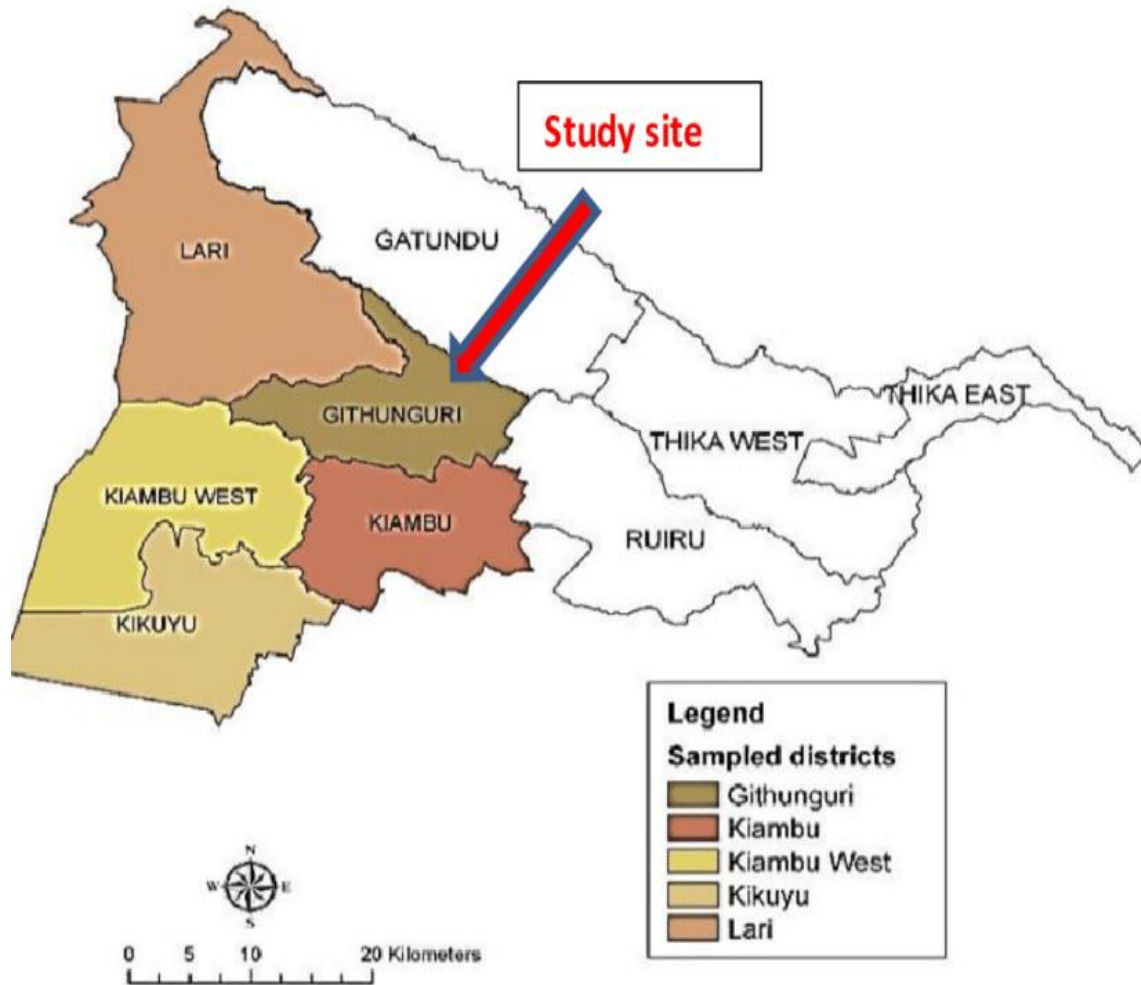 Study site
GATUNDU
LARI
THIKA EAST
GITHUNGURI
THIKA WEST
KIAMBU WEST
KIAMBU
RUIRU
KIKUYU
Legend
Sampled districts
Githunguri
Kiambu
Kiambu West
Kikuyu
Lari
N
W E
S
0 5 10 20 Kilometers